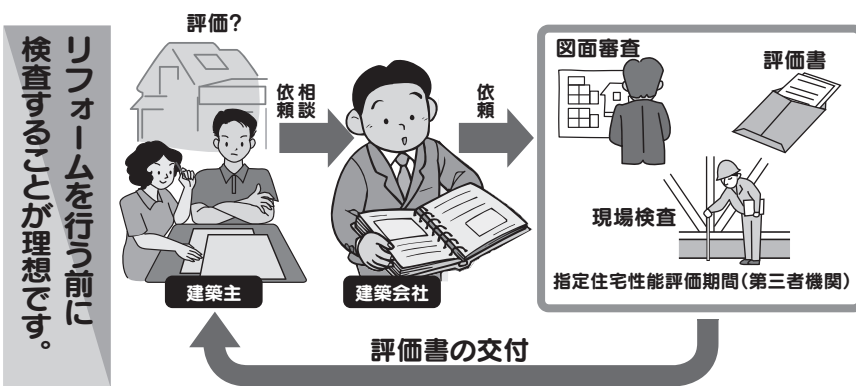 リフォームを行う前に
検査することが理想です。
評価?
相談
依頼
依頼
建築主
建築会社
図面審査
評価書
現場検査
指定住宅性能評価期間(第三者機関)
評価書の交付